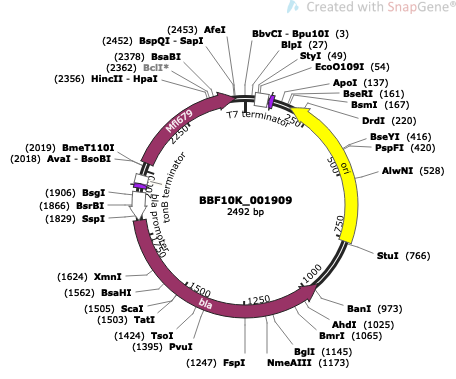 Created with SnapGene®
(2453) AfeI
(2452) BspQI - SapI
(2378) BsaBI
(2362) BclI*
(2356) HincII - HpaI
BbvCI - Bpu10I (3)
BlpI (27)
StyI (49)
EcoO109I (54)
ApoI (137)
BseRI (161)
BsmI (167)
DrdI (220)
BseYI (416)
PspFI (420)
AlwNI (528)
StuI (766)
BanI (973)
AhdI (1025)
BmrI (1065)
BglI (1145)
NmeAIII (1173)
(1247) FspI
(1395) PvuI
(1424) TsoI
(1503) TatI
(1505) ScaI
(1562) BsaHI
(1624) XmnI
(1829) SspI
(1866) BsrBI
(1906) BsgI
(2018) AvaI - BsoBI
(2019) BmeT110I
Mfl679
T7 terminator
ori
bla
bla promoter
tonB terminator
250
500
750
1000
1250
1500
1750
2250
BBF10K_001909
2492 bp